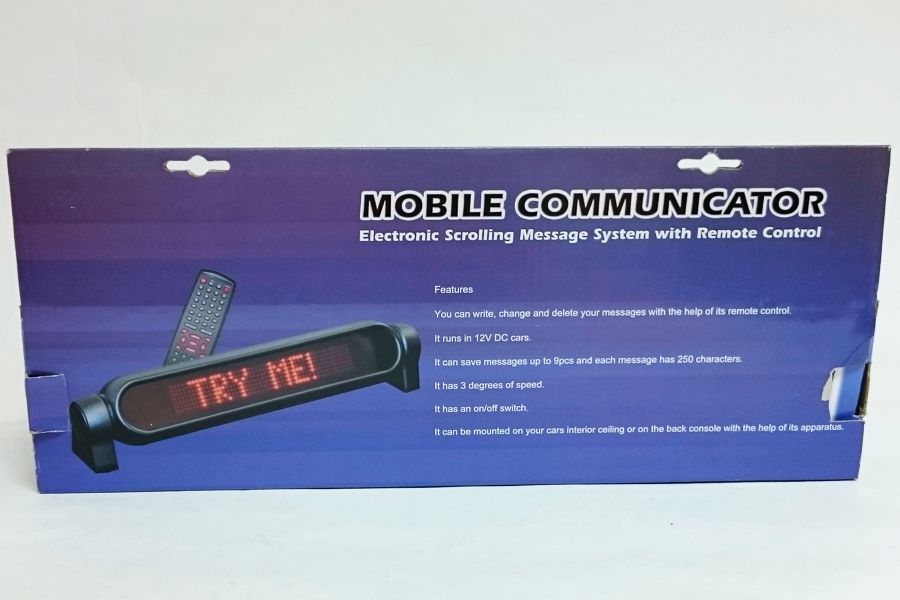 MOBILE COMMUNICATOR
Electronic Scrolling Message System with Remote Control
Features
You can write, change and delete your messages with the help of its remote control.
It runs in 12V DC cars.
It can save messages up to 9pcs and each message has 250 characters.
It has 3 degrees of speed.
It has an on/off switch.
It can be mounted on your cars interior ceiling or on the back console with the help of its apparatus.
TRY ME!